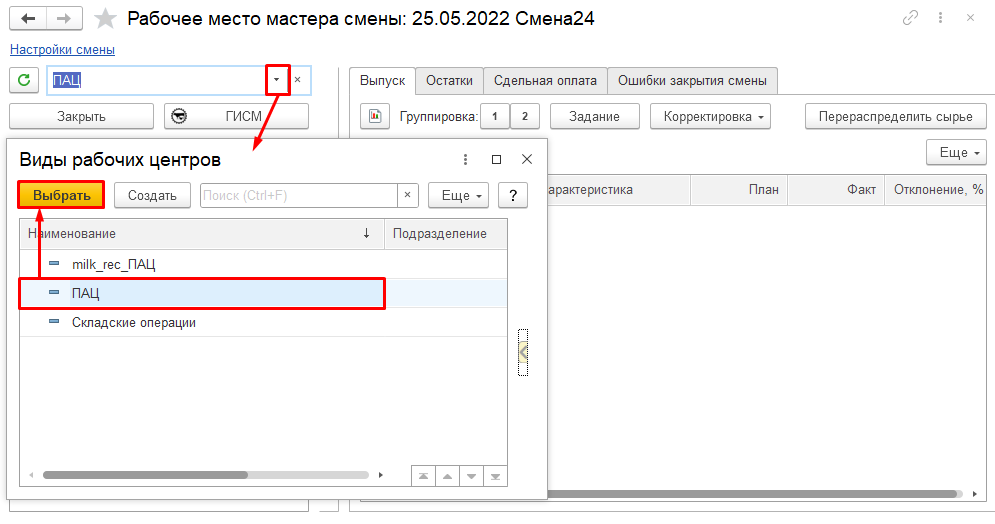 Рабочее место мастера смены: 25.05.2022 Смена24
Настройки смены
ПАЦ
Закрыть
ГИСМ
Выпуск
Остатки
Сдельная оплата
Ошибки закрытия смены
Группировка:
1
2
Задание
Корректировка
Перераспределить сырье
Еще
арактеристика
План
Факт
Отклонение, %
Виды рабочих центров
Выбрать
Создать
Поиск (Ctrl+F)
Еще
?
Наименование
Подразделение
milk_rec_ПАЦ
ПАЦ
Складские операции